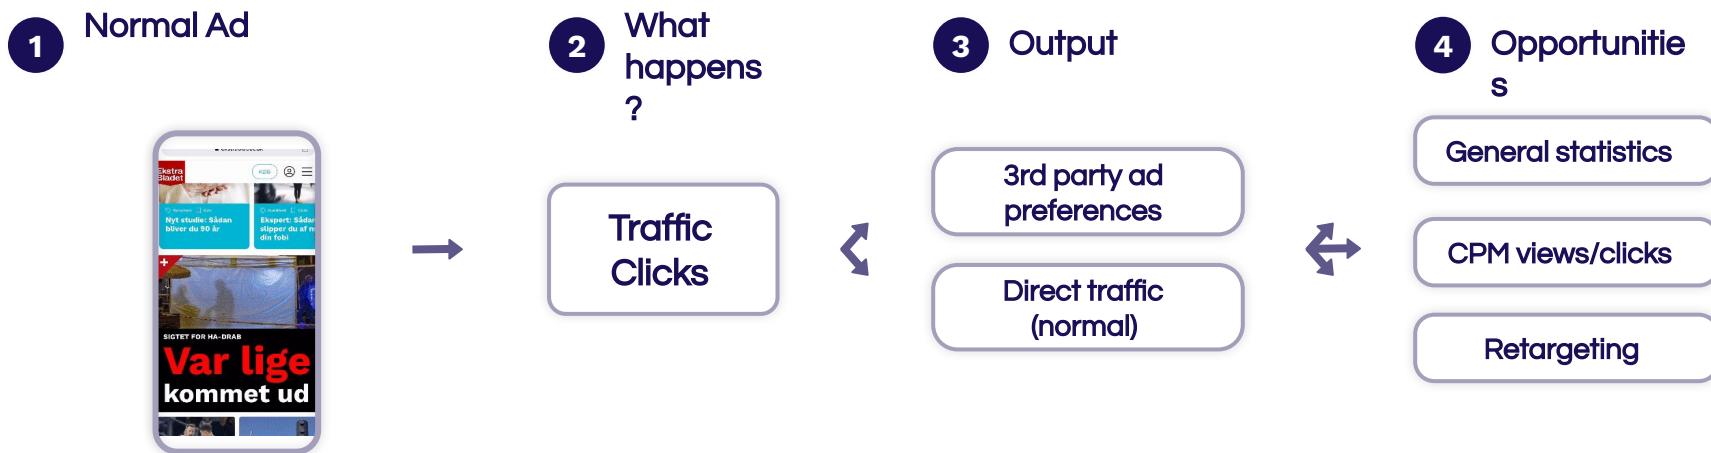 1
Normal Ad
Ekstra
Bladet
KØB
Nyt studie: Sådan
bliver du 90 år
Ekspert: Sådan
slipper du af m
din fobi
SIGTET FOR HA-DRAB
Var lige
kommet ud
2
What
happens
?
Traffic
Clicks
3
Output
3rd party ad
preferences
Direct traffic
(normal)
4
Opportunitie
s
General statistics
CPM views/clicks
Retargeting